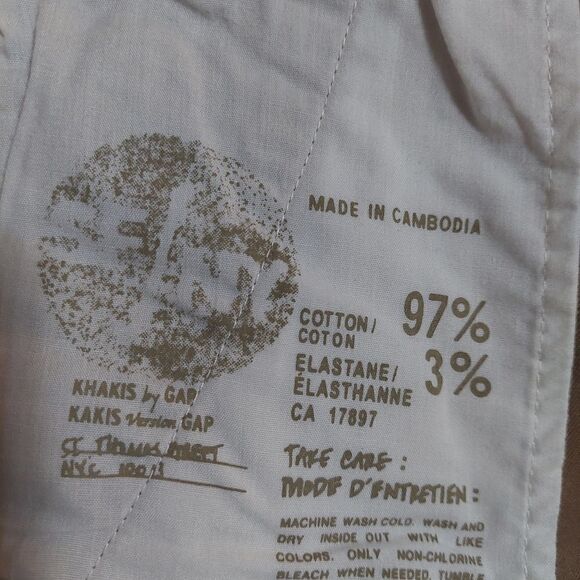 MADE IN CAMBODIA
COTTON/ 97%
COTON
ELASTANE/ 3%
ÉLASTHANNE
CA 17897
KHAKIS by GAP
KAKIS version GAP
NYC
TAKE CARE :
MODE D'ENTRETIEN :
MACHINE WASH COLD. WASH AND
DRY INSIDE OUT WITH LIKE
COLORS. ONLY NON-CHLORINE
BLEACH WHEN NEEDED. TUMBLE